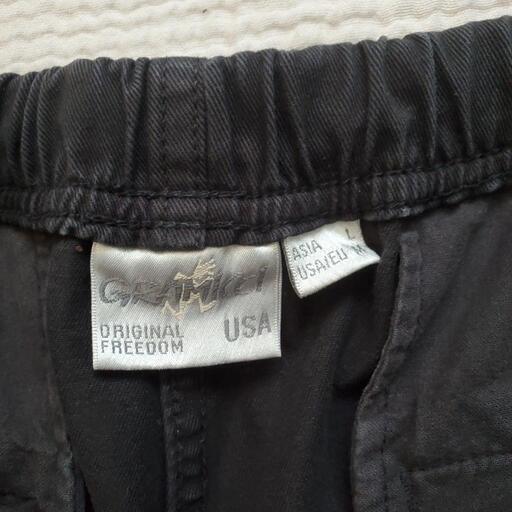 GRAMICCI
ORIGINAL
FREEDOM
USA
ASIA L
USA/EU M